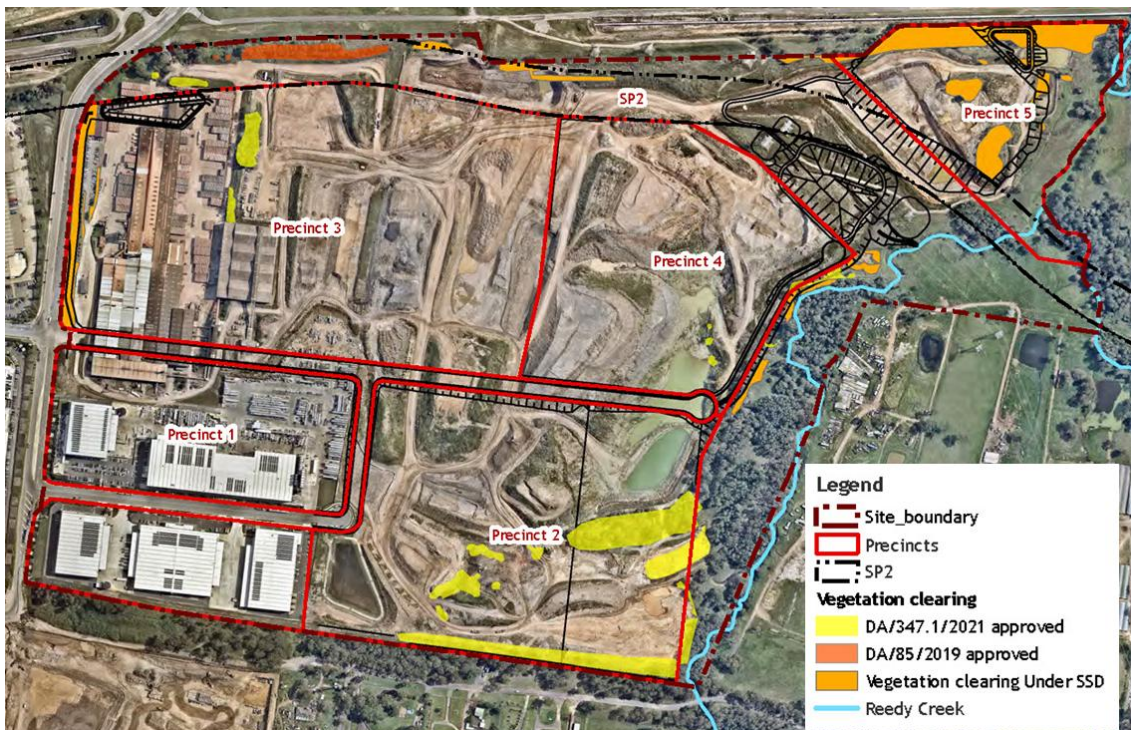 SP2
Precinct 5
Precinct 3
Precinct 4
Precinct 1
Precinct 2
Legend
Site_boundary
Precincts
SP2
Vegetation clearing
DA/347.1/2021 approved
DA/85/2019 approved
Vegetation clearing Under SSD
Reedy Creek